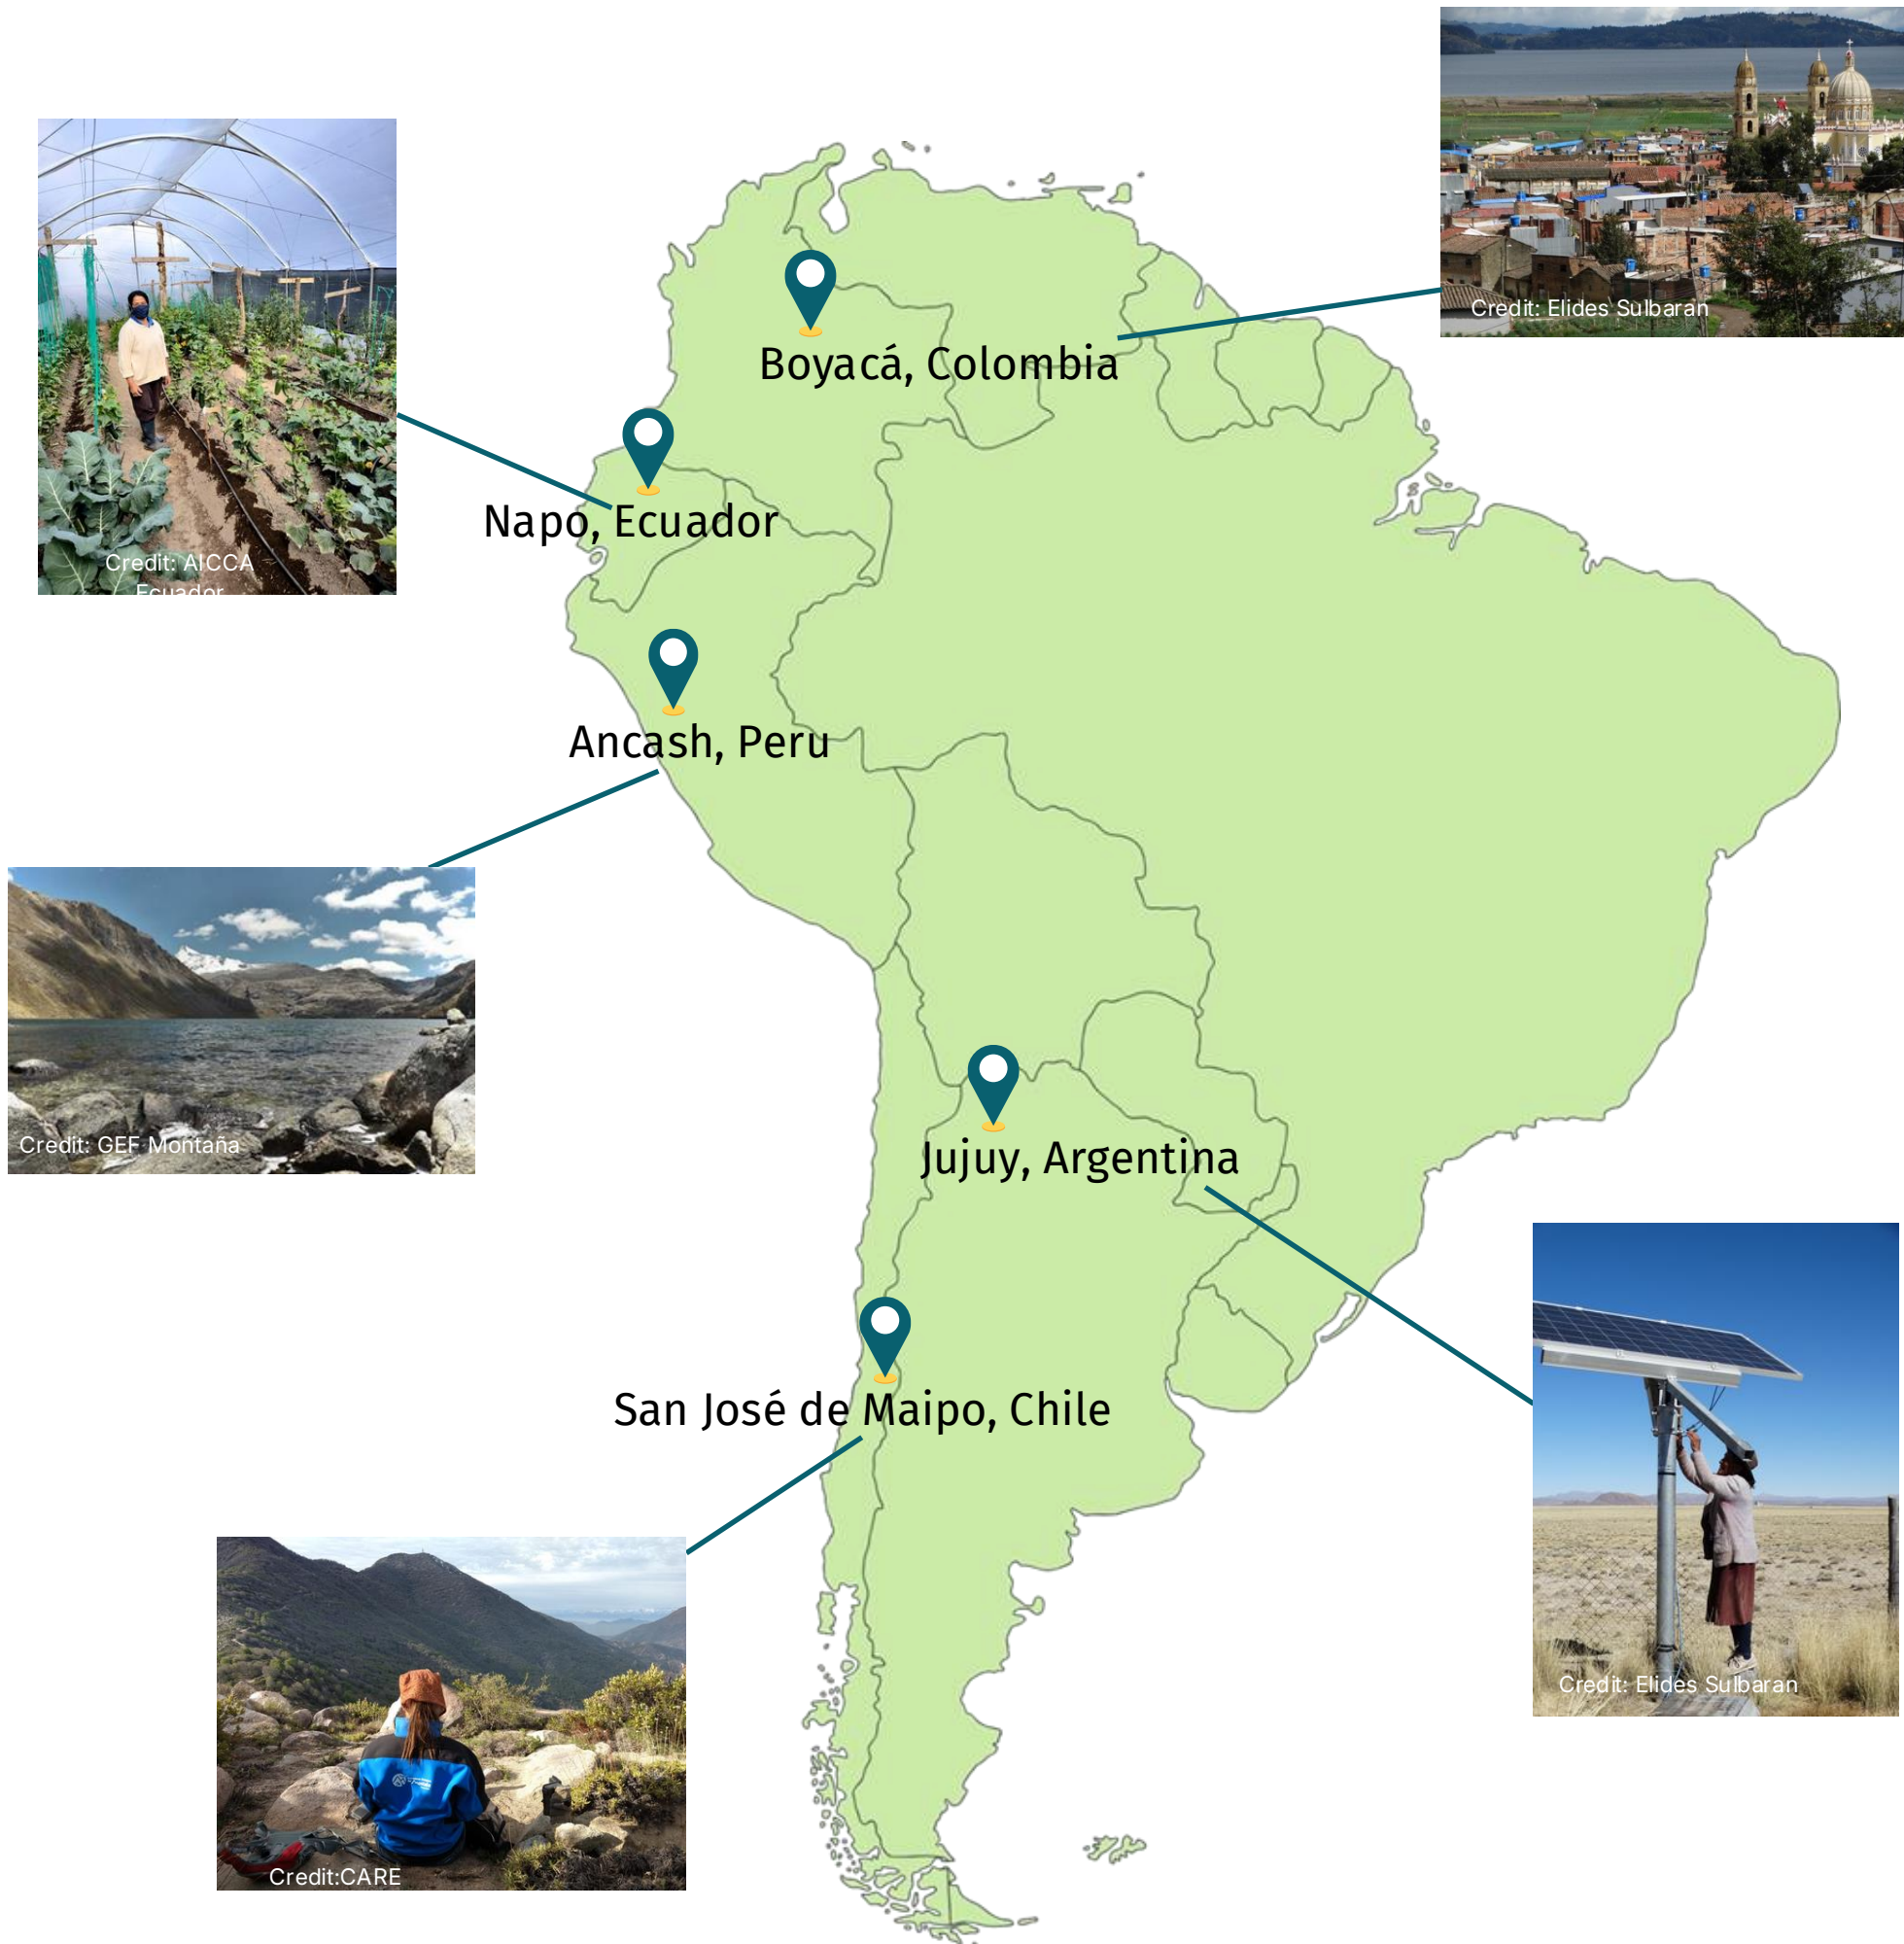 Credit: Elides Sulbaran
Boyacá, Colombia
Napo, Ecuador
Credit: AICCA
Ecuador
Ancash, Peru
Credit: GEF Montaña
Jujuy, Argentina
San José de Maipo, Chile
Credit: Elides Sulbaran
Credit:CARE